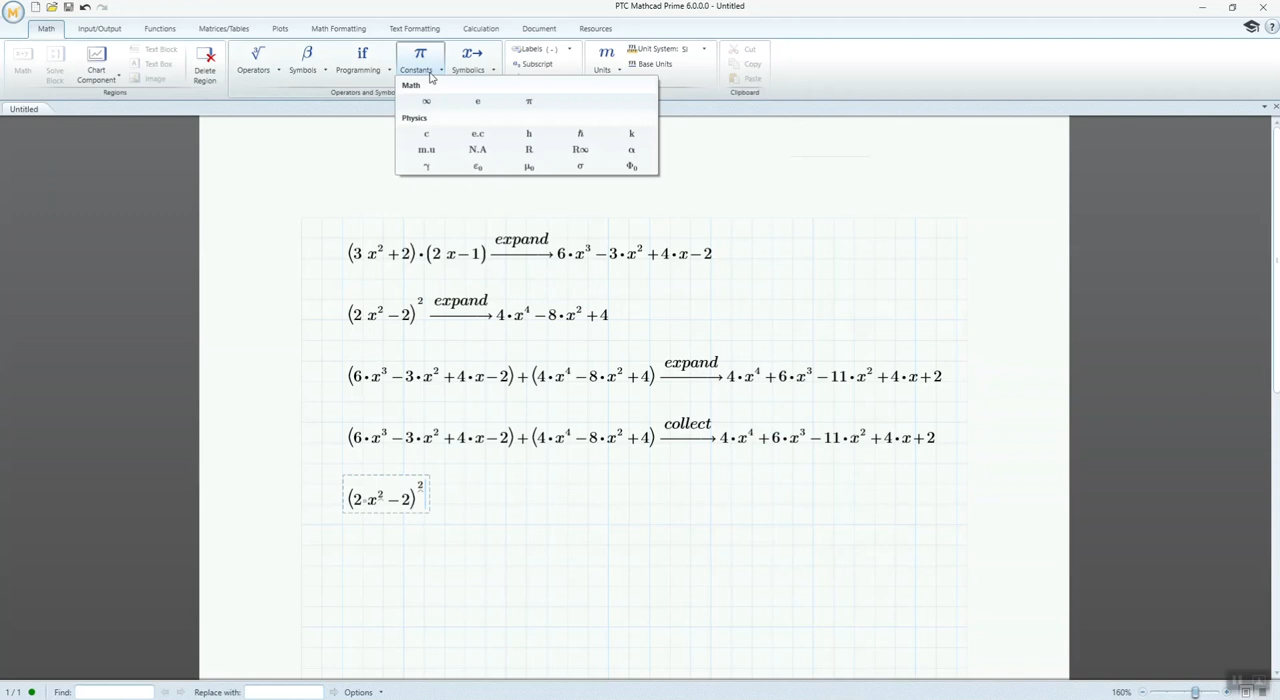 PTC Mathcad Prime 6.0.0.0 - Untitled
Math Input/Output Functions Matrices/Tables Plots Math Formatting Text Formatting Calculation Document Resources
Math Solve Block Chart Component Text Block Text Box Image Delete Region Operators Symbols Programming Constants Symbolics Labels ( - ) Subscript Units Unit System: SI Base Units Cut Copy Paste
Regions Operators and Symbo Clipboard
Math
∞ e π
Physics
c e.c h ℏ k
m.u N.A R R∞ α
γ ε₀ μ₀ σ Φ₀
Untitled
(3 x² + 2)·(2 x − 1) expand → 6·x³ − 3·x² + 4·x − 2
(2 x² − 2)² expand → 4·x⁴ − 8·x² + 4
(6·x³ − 3·x² + 4·x − 2) + (4·x⁴ − 8·x² + 4) expand → 4·x⁴ + 6·x³ − 11·x² + 4·x + 2
(6·x³ − 3·x² + 4·x − 2) + (4·x⁴ − 8·x² + 4) collect → 4·x⁴ + 6·x³ − 11·x² + 4·x + 2
(2·x² − 2)²
1 / 1 Find: Replace with: Options 160%